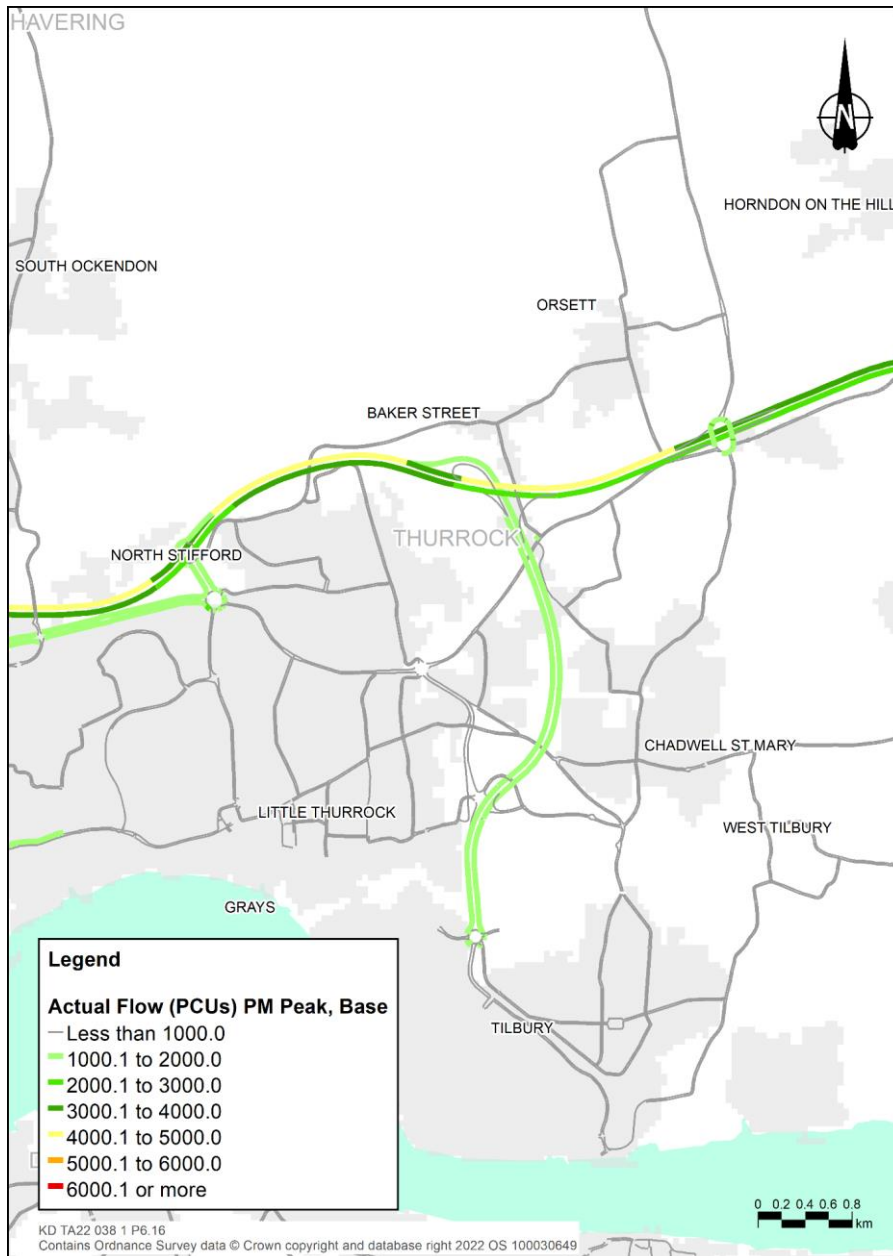 HAVERING
N
HORNDON ON THE HILL
SOUTH OCKENDON
ORSETT
BAKER STREET
THURROCK
NORTH STIFFORD
CHADWELL ST MARY
LITTLE THURROCK
WEST TILBURY
GRAYS
TILBURY
Legend
Actual Flow (PCUs) PM Peak, Base
Less than 1000.0
1000.1 to 2000.0
2000.1 to 3000.0
3000.1 to 4000.0
4000.1 to 5000.0
5000.1 to 6000.0
6000.1 or more
0 0.2 0.4 0.6 0.8
km
KD TA22 038 1 P6.16
Contains Ordnance Survey data © Crown copyright and database right 2022 OS 100030649